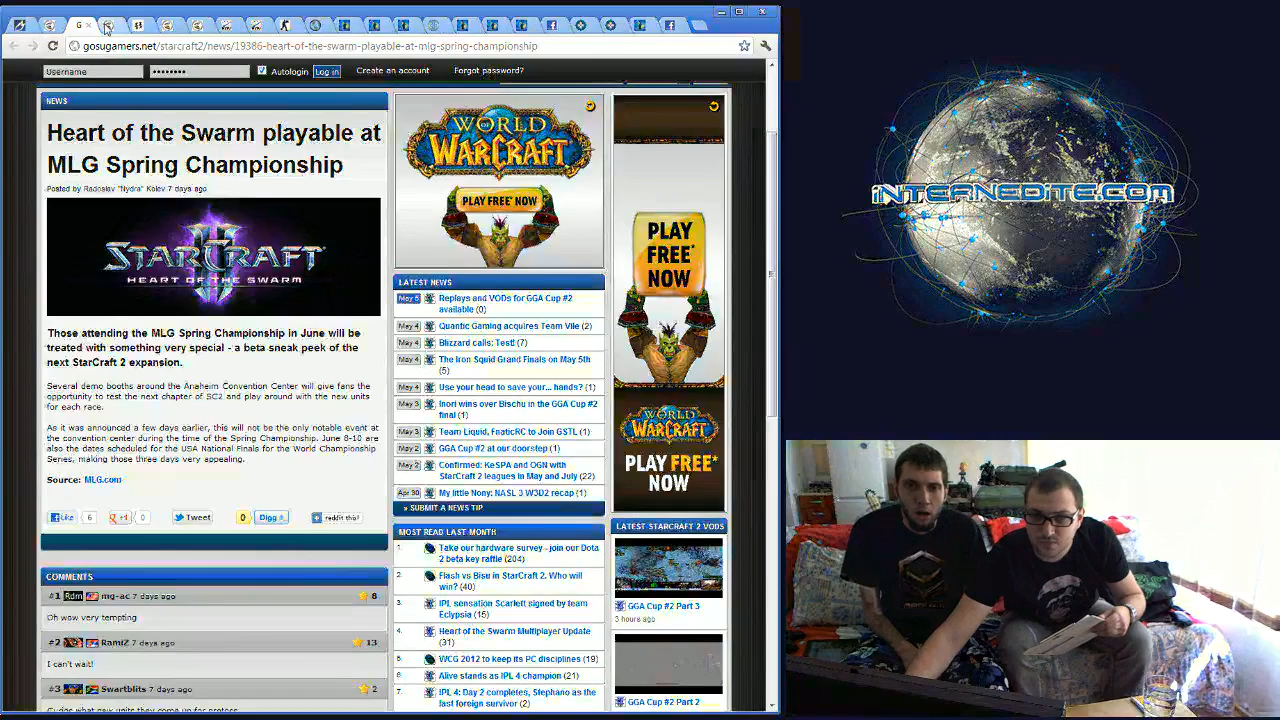 G
gosugamers.net/starcraft2/news/19386-heart-of-the-swarm-playable-at-mlg-spring-championship
Username
••••••••
Autologin
Log in
Create an account
Forgot password?
NEWS
Heart of the Swarm playable at
MLG Spring Championship
Posted by Radoslav "Nydra" Kolev 7 days ago
STARCRAFT
II
HEART OF THE SWARM
Those attending the MLG Spring Championship in June will be
treated with something very special - a beta sneak peek of the
next StarCraft 2 expansion.
Several demo booths around the Anaheim Convention Center will give fans the
opportunity to test the next chapter of SC2 and play around with the new units
for each race.
As it was announced a few days earlier, this will not be the only notable event at
the convention center during the time of the Spring Championship. June 8-10 are
also the dates scheduled for the USA National Finals for the World Championship
Series, making those three days very appealing.
Source: MLG.com
Like 6
+1 0
Tweet
0 Digg
reddit this!
COMMENTS
#1 Rdm mg-ac 7 days ago 8
Oh wow very tempting
#2 RamiZ 7 days ago 13
I can't wait!
#3 Swartblits 7 days ago 2
WORLD
OF
WARCRAFT
PLAY FREE* NOW
LATEST NEWS
May 5 Replays and VODs for GGA Cup #2
available (0)
May 4 Quantic Gaming acquires Team Vile (2)
May 4 Blizzard calls; Test! (7)
May 4 The Iron Squid Grand Finals on May 5th
(5)
May 4 Use your head to save your... hands? (1)
May 3 Inori wins over Bischu in the GGA Cup #2
final (1)
May 3 Team Liquid, FnaticRC to Join GSTL (1)
May 2 GGA Cup #2 at our doorstep (1)
May 2 Confirmed: KeSPA and OGN with
StarCraft 2 leagues in May and July (22)
Apr 30 My little Nony: NASL 3 W3D2 recap (1)
» SUBMIT A NEWS TIP
MOST READ LAST MONTH
1. Take our hardware survey - join our Dota
2 beta key raffle (204)
2. Flash vs Bisu in StarCraft 2. Who will
win? (40)
3. IPL sensation Scarlett signed by team
Eclypsia (15)
4. Heart of the Swarm Multiplayer Update
(31)
5. WCG 2012 to keep its PC disciplines (19)
6. Alive stands as IPL 4 champion (21)
7. IPL 4: Day 2 completes, Stephano as the
last foreign survivor (2)
PLAY
FREE*
NOW
WORLD
OF
WARCRAFT
PLAY FREE*
NOW
LATEST STARCRAFT 2 VODS
GGA Cup #2 Part 3
3 hours ago
GGA Cup #2 Part 2
INTERNEDITE.COM